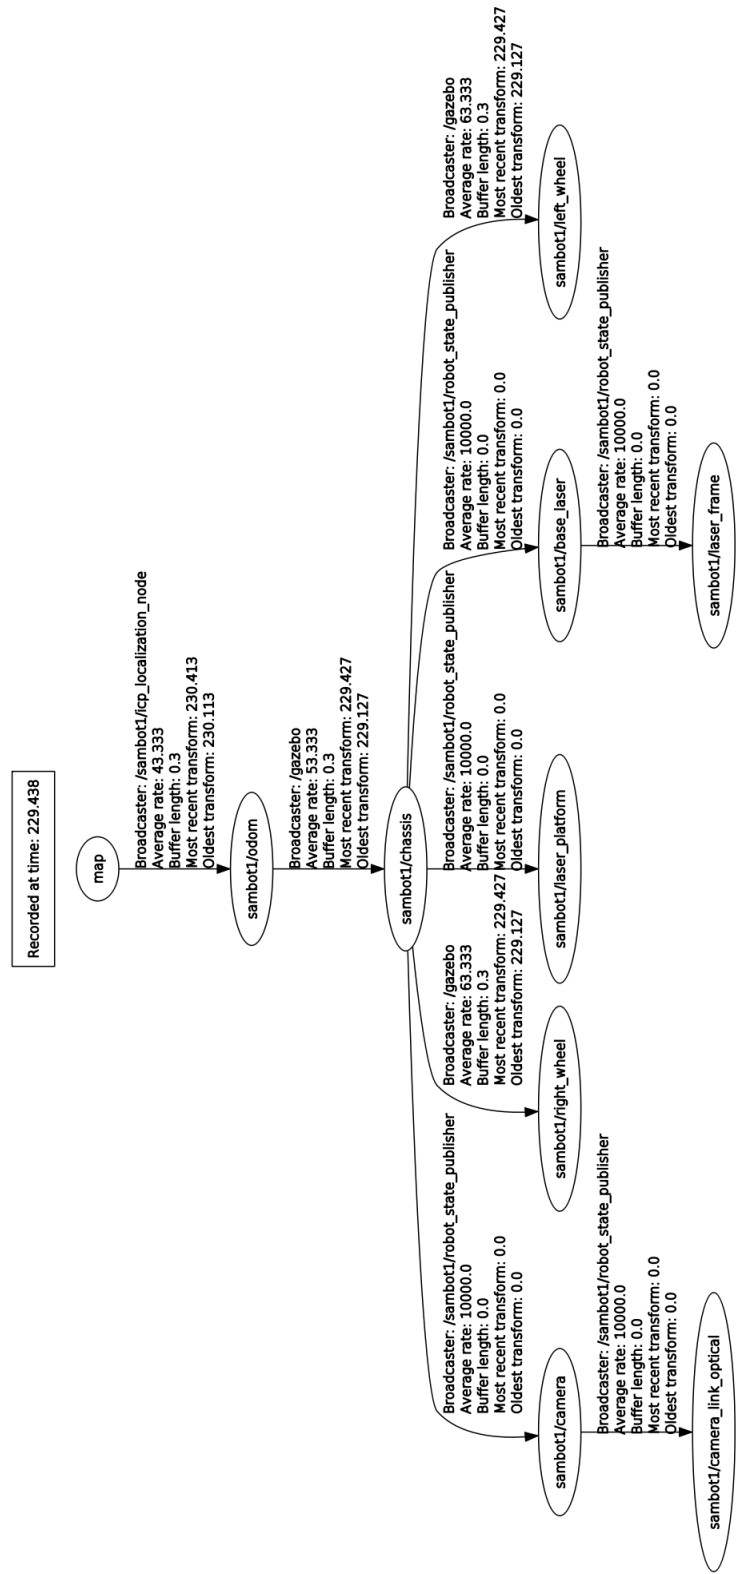 Recorded at time: 229.438
map
Broadcaster: /sambot1/icp_localization_node
Average rate: 43.333
Buffer length: 0.3
Most recent transform: 230.413
Oldest transform: 230.113
sambot1/odom
Broadcaster: /gazebo
Average rate: 53.333
Buffer length: 0.3
Most recent transform: 229.427
Oldest transform: 229.127
sambot1/chassis
Broadcaster: /sambot1/robot_state_publisher
Average rate: 10000.0
Buffer length: 0.0
Most recent transform: 0.0
Oldest transform: 0.0
sambot1/camera
Broadcaster: /gazebo
Average rate: 63.333
Buffer length: 0.3
Most recent transform: 229.427
Oldest transform: 229.127
sambot1/right_wheel
Broadcaster: /sambot1/robot_state_publisher
Average rate: 10000.0
Buffer length: 0.0
Most recent transform: 0.0
Oldest transform: 0.0
sambot1/laser_platform
Broadcaster: /sambot1/robot_state_publisher
Average rate: 10000.0
Buffer length: 0.0
Most recent transform: 0.0
Oldest transform: 0.0
sambot1/base_laser
Broadcaster: /gazebo
Average rate: 63.333
Buffer length: 0.3
Most recent transform: 229.427
Oldest transform: 229.127
sambot1/left_wheel
Broadcaster: /sambot1/robot_state_publisher
Average rate: 10000.0
Buffer length: 0.0
Most recent transform: 0.0
Oldest transform: 0.0
sambot1/camera_link_optical
Broadcaster: /sambot1/robot_state_publisher
Average rate: 10000.0
Buffer length: 0.0
Most recent transform: 0.0
Oldest transform: 0.0
sambot1/laser_frame